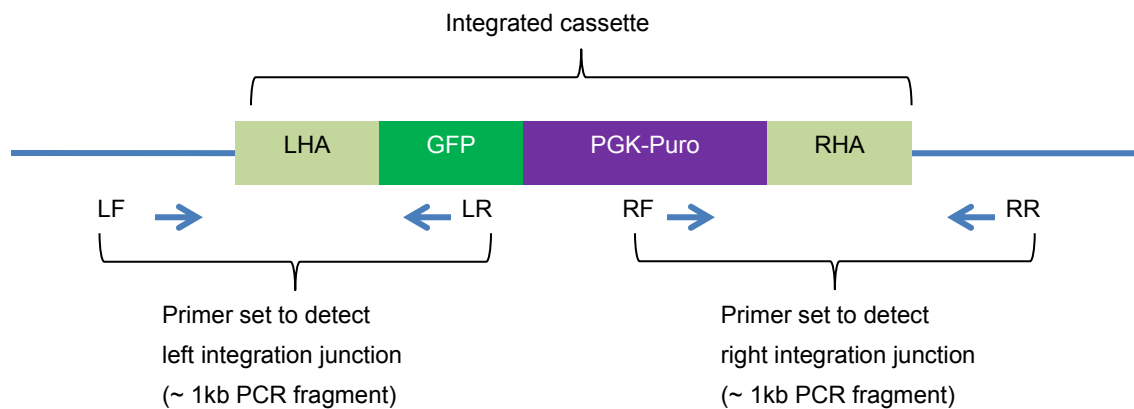 Integrated cassette
LHA GFP PGK-Puro RHA
LF LR RF RR
Primer set to detect
left integration junction
(~ 1kb PCR fragment)
Primer set to detect
right integration junction
(~ 1kb PCR fragment)